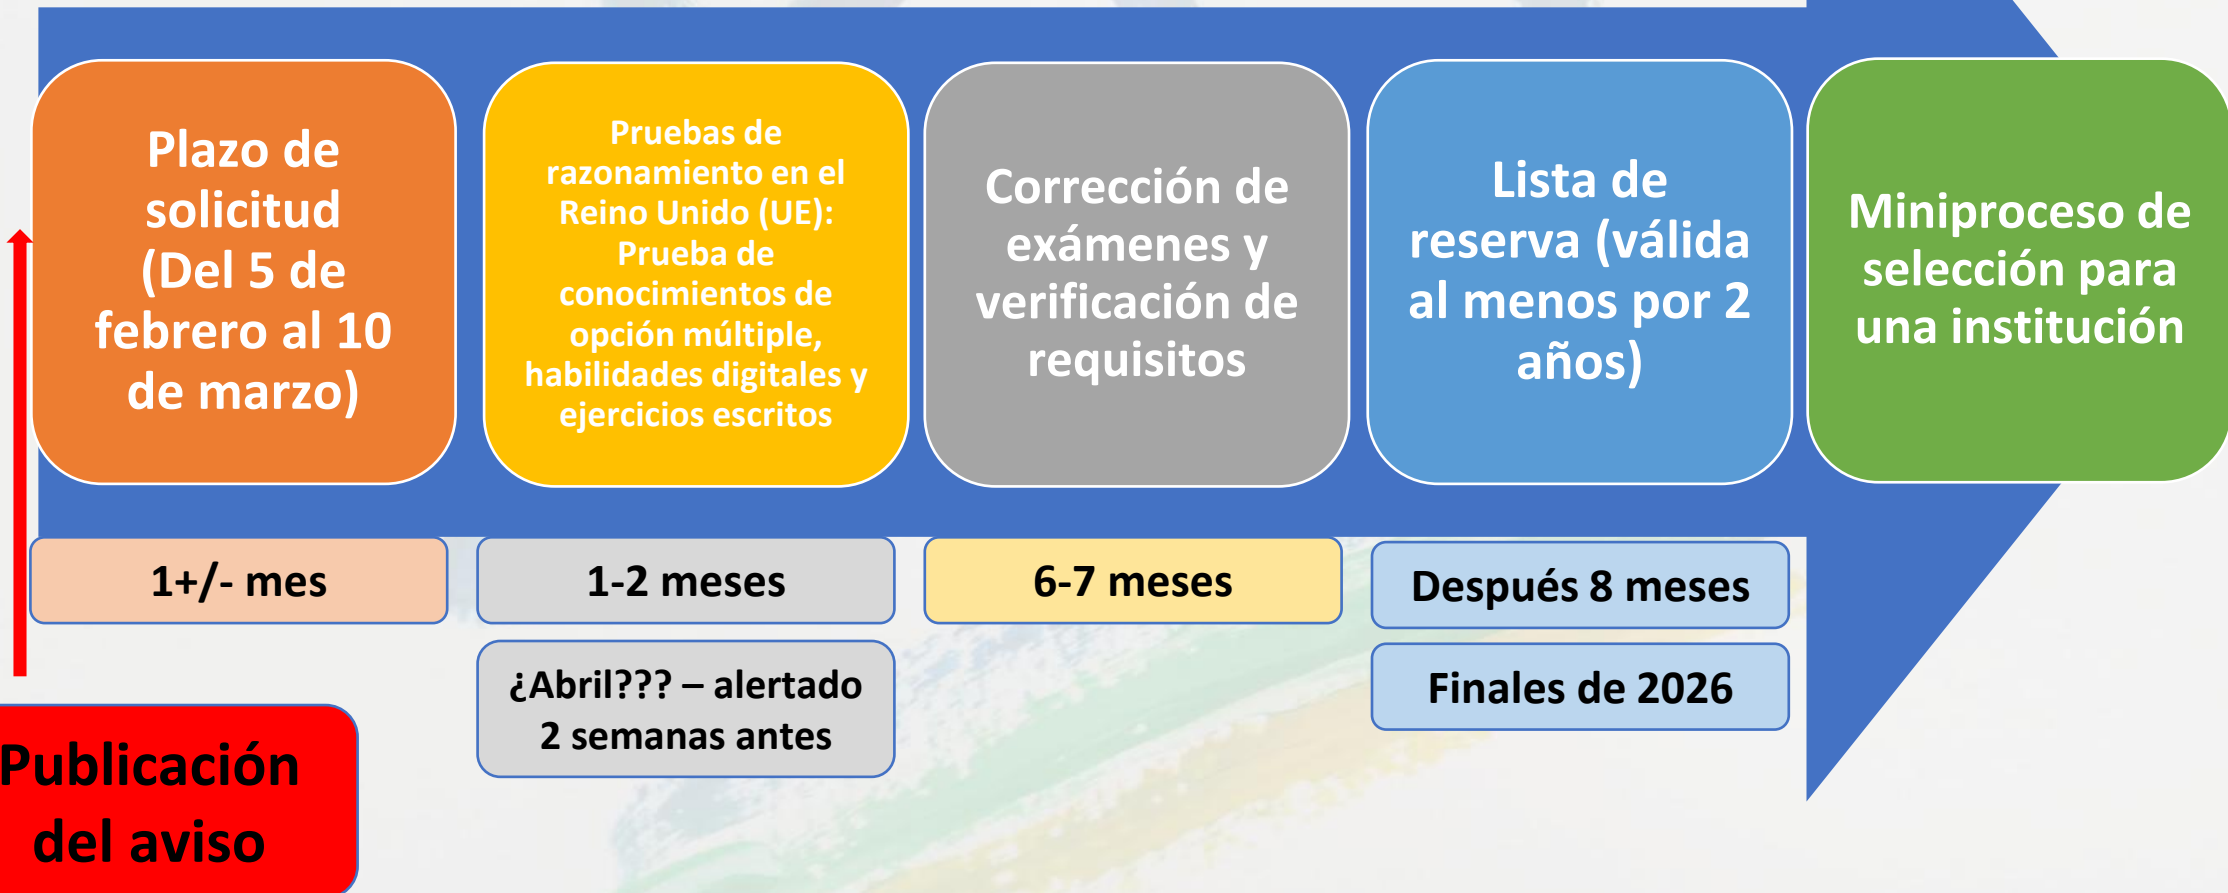 Plazo de
solicitud
(Del 5 de
febrero al 10
de marzo)
Pruebas de
razonamiento en el
Reino Unido (UE):
Prueba de
conocimientos de
opción múltiple,
habilidades digitales y
ejercicios escritos
Corrección de
exámenes y
verificación de
requisitos
Lista de
reserva (válida
al menos por 2
años)
Miniproceso de
selección para
una institución
1+/- mes
1-2 meses
6-7 meses
Después 8 meses
¿Abril??? – alertado
2 semanas antes
Finales de 2026
Publicación
del aviso